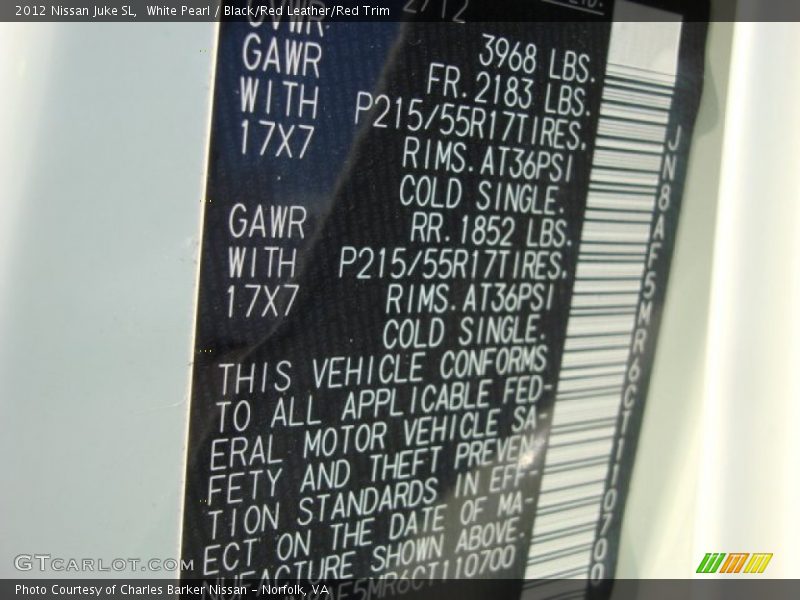 2012 Nissan Juke SL, White Pearl / Black/Red Leather/Red Trim
GVWR 3968 LBS.
GAWR FR. 2183 LBS.
WITH P215/55R17TIRES.
17X7 RIMS. AT36PSI
COLD SINGLE.
GAWR RR. 1852 LBS.
WITH P215/55R17TIRES.
17X7 RIMS. AT36PSI
COLD SINGLE.
THIS VEHICLE CONFORMS
TO ALL APPLICABLE FED-
ERAL MOTOR VEHICLE SA-
FETY AND THEFT PREVEN-
TION STANDARDS IN EFF-
ECT ON THE DATE OF MA-
NUFACTURE SHOWN ABOVE.
JN8AF5MR6CT110700
GTCARLOT.COM
Photo Courtesy of Charles Barker Nissan - Norfolk, VA